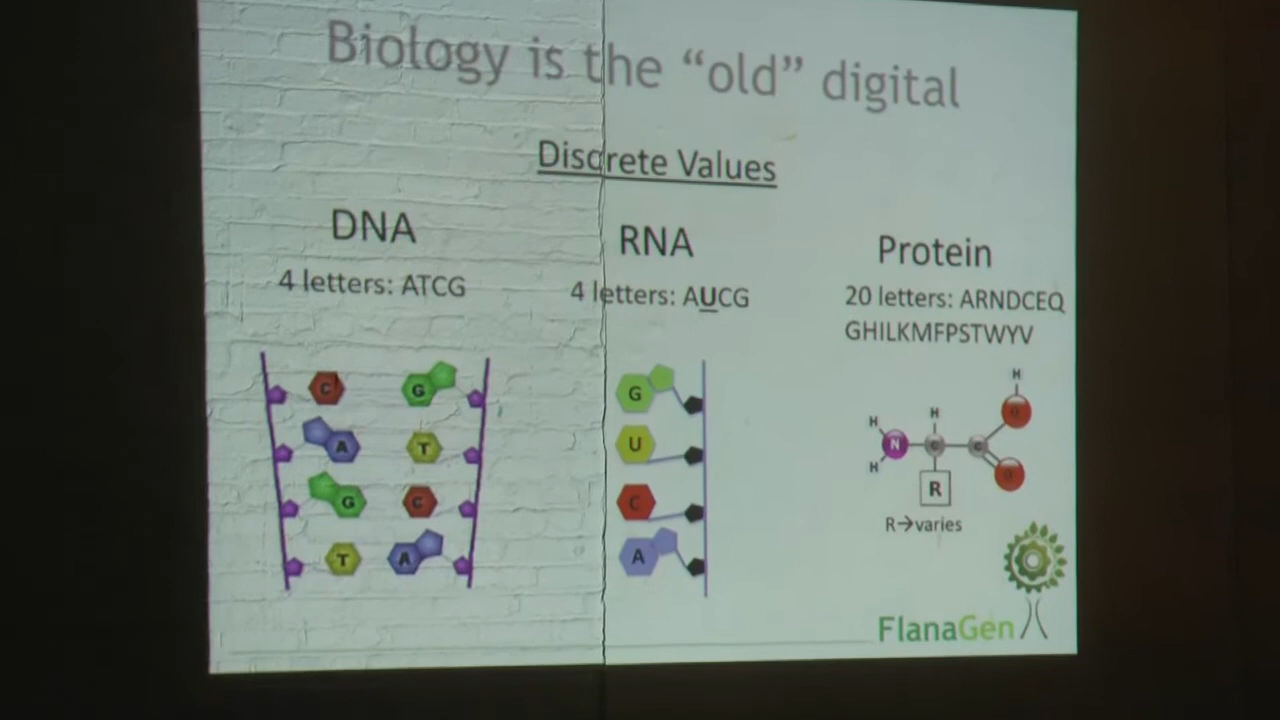 Biology is the “old” digital
Discrete Values
DNA
4 letters: ATCG
C G
A T
G C
T A
RNA
4 letters: AUCG
G
U
C
A
Protein
20 letters: ARNDCEQ
GHILKMFPSTWYV
H
H H
N C C
H
R
R→varies
FlanaGen